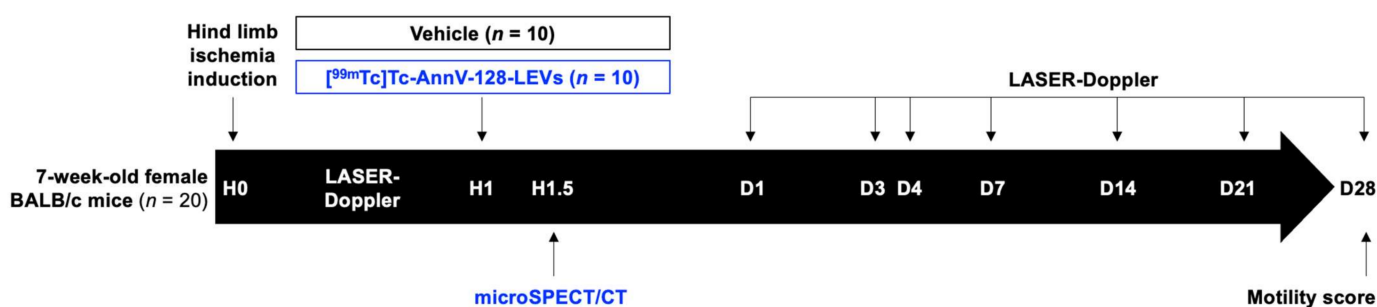 Hind limb
ischemia
induction
Vehicle (n = 10)
[⁹⁹ᵐTc]Tc-AnnV-128-LEVs (n = 10)
LASER-Doppler
7-week-old female
BALB/c mice (n = 20)
H0
LASER-
Doppler
H1
H1.5
D1
D3
D4
D7
D14
D21
D28
microSPECT/CT
Motility score